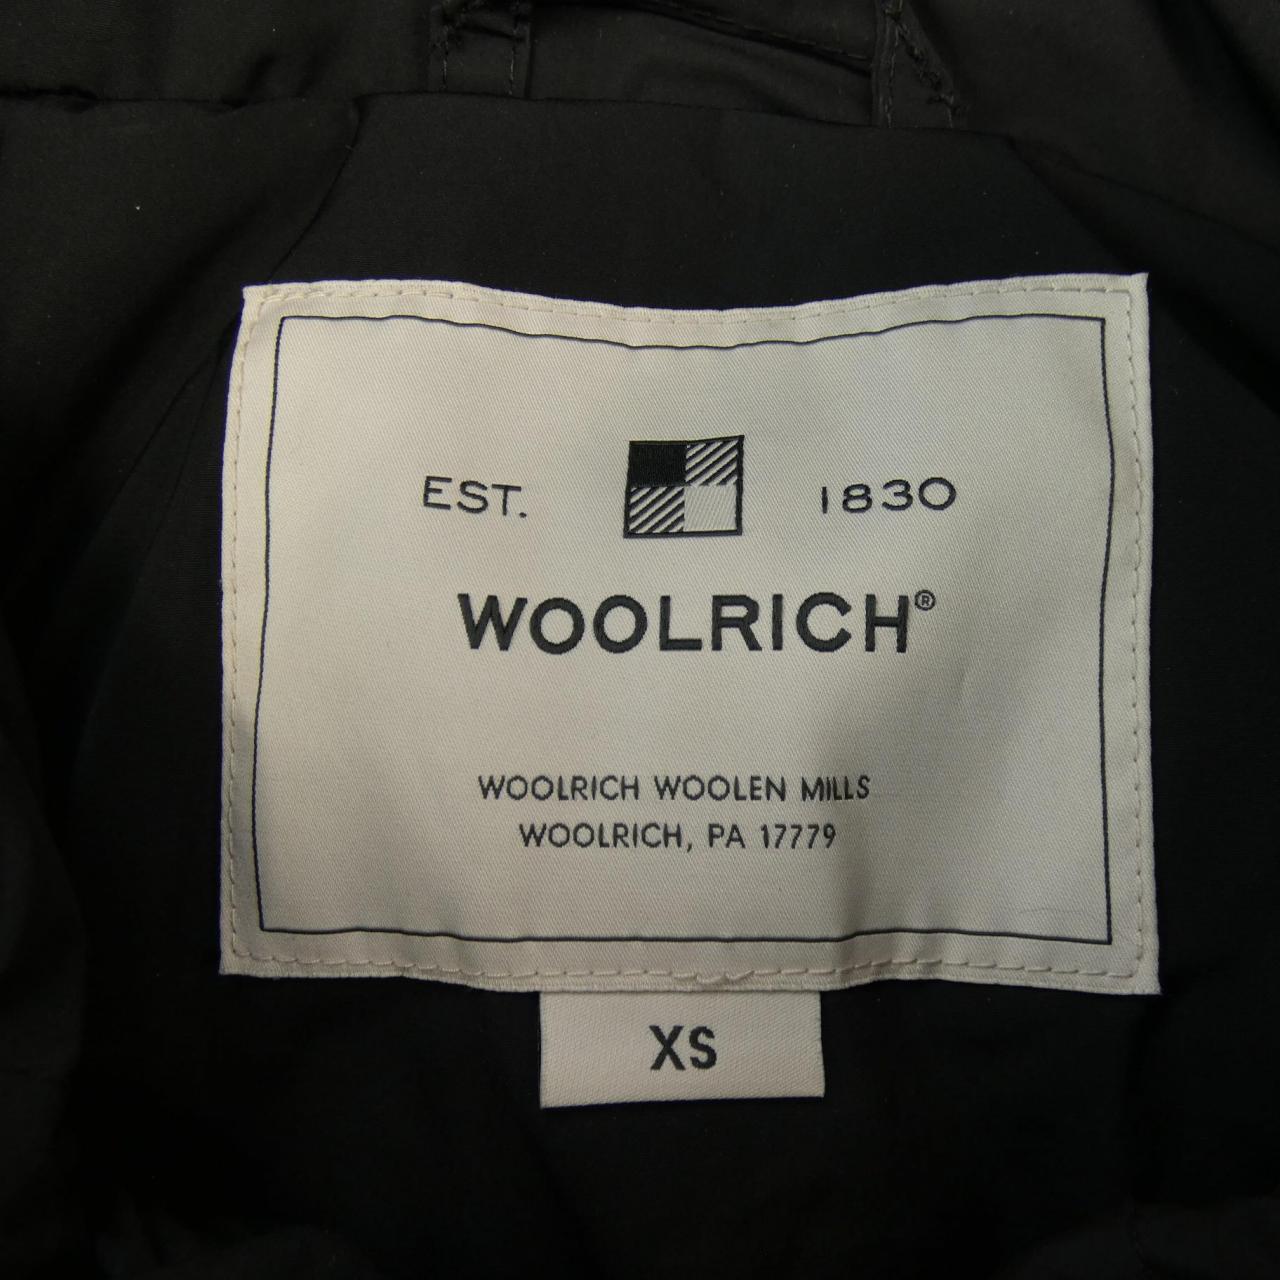 EST. 1830
WOOLRICH®
WOOLRICH WOOLEN MILLS
WOOLRICH, PA 17779
XS